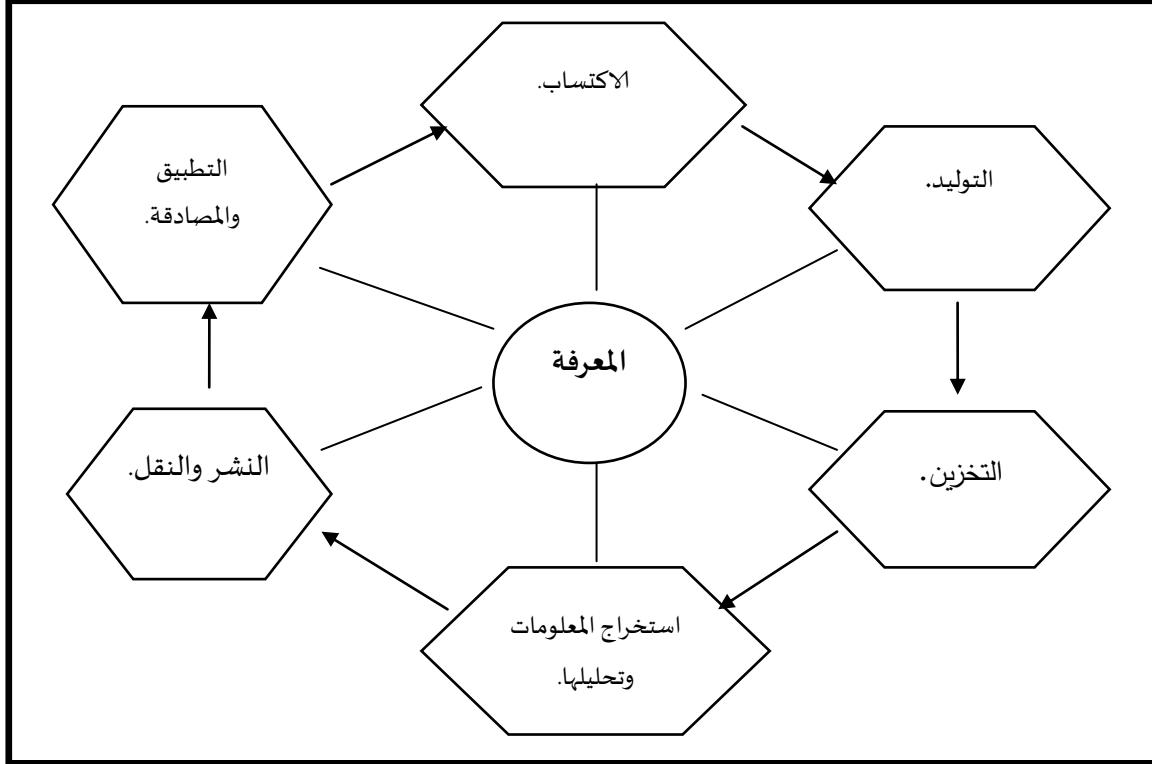 الاكتساب.
التوليد.
التخزين.
استخراج المعلومات
وتحليلها.
النشر والنقل.
التطبيق
والمصادقة.
المعرفة